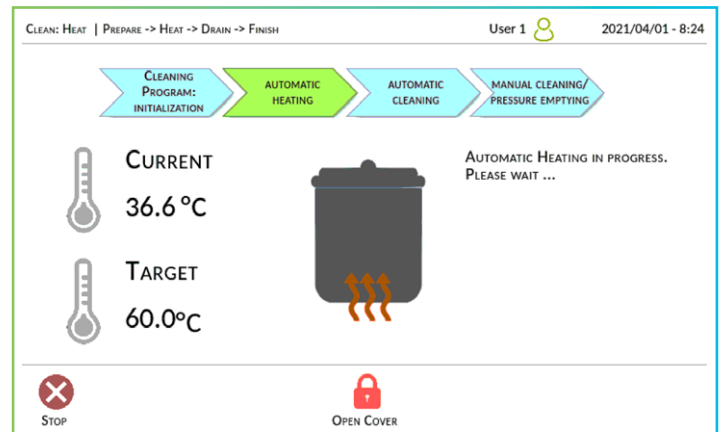 Clean: Heat | Prepare -> Heat -> Drain -> Finish
User 1
2021/04/01 - 8:24
Cleaning
Program:
initialization
automatic
heating
automatic
cleaning
manual cleaning/
pressure emptying
Current
36.6 °C
Automatic Heating in progress.
Please wait ...
Target
60.0°C
Stop
Open Cover